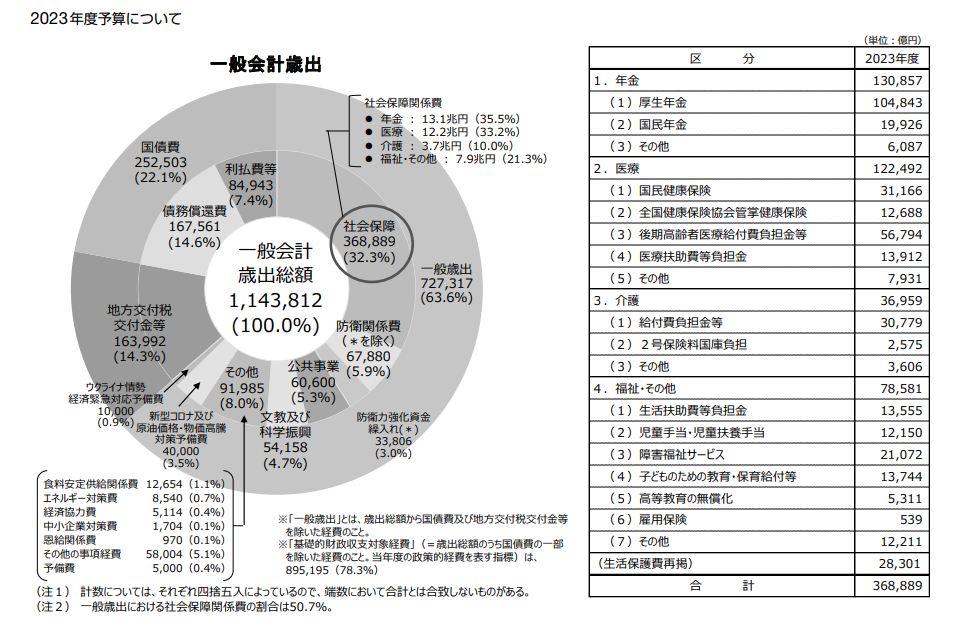 2023年度予算について
一般会計歳出
社会保障関係費
● 年金 ： 13.1兆円（35.5%）
● 医療 ： 12.2兆円（33.2%）
● 介護 ： 3.7兆円（10.0%）
● 福祉・その他 ： 7.9兆円（21.3%）
国債費
252,503
(22.1%)
利払費等
84,943
(7.4%)
債務償還費
167,561
(14.6%)
社会保障
368,889
(32.3%)
一般会計
歳出総額
1,143,812
(100.0%)
一般歳出
727,317
(63.6%)
地方交付税
交付金等
163,992
(14.3%)
防衛関係費
(＊を除く)
67,880
(5.9%)
公共事業
60,600
(5.3%)
その他
91,985
(8.0%)
文教及び
科学振興
54,158
(4.7%)
ウクライナ情勢
経済緊急対応予備費
10,000
(0.9%)
新型コロナ及び
原油価格・物価高騰
対策予備費
40,000
(3.5%)
防衛力強化資金
繰入れ(＊)
33,806
(3.0%)
食料安定供給関係費 12,654 (1.1%)
エネルギー対策費 8,540 (0.7%)
経済協力費 5,114 (0.4%)
中小企業対策費 1,704 (0.1%)
恩給関係費 970 (0.1%)
その他の事項経費 58,004 (5.1%)
予備費 5,000 (0.4%)
※「一般歳出」とは、歳出総額から国債費及び地方交付税交付金等
を除いた経費のこと。
※「基礎的財政収支対象経費」（＝歳出総額のうち国債費の一部
を除いた経費のこと。当年度の政策的経費を表す指標）は、
895,195（78.3%）
（注１） 計数については、それぞれ四捨五入によっているので、端数において合計とは合致しないものがある。
（注２） 一般歳出における社会保障関係費の割合は50.7%。
（単位：億円）
区 分 2023年度
１．年金 130,857
（１）厚生年金 104,843
（２）国民年金 19,926
（３）その他 6,087
２．医療 122,492
（１）国民健康保険 31,166
（２）全国健康保険協会管掌健康保険 12,688
（３）後期高齢者医療給付費負担金等 56,794
（４）医療扶助費等負担金 13,912
（５）その他 7,931
３．介護 36,959
（１）給付費負担金等 30,779
（２）２号保険料国庫負担 2,575
（３）その他 3,606
４．福祉・その他 78,581
（１）生活扶助費等負担金 13,555
（２）児童手当・児童扶養手当 12,150
（３）障害福祉サービス 21,072
（４）子どものための教育・保育給付等 13,744
（５）高等教育の無償化 5,311
（６）雇用保険 539
（７）その他 12,211
（生活保護費再掲） 28,301
合 計 368,889